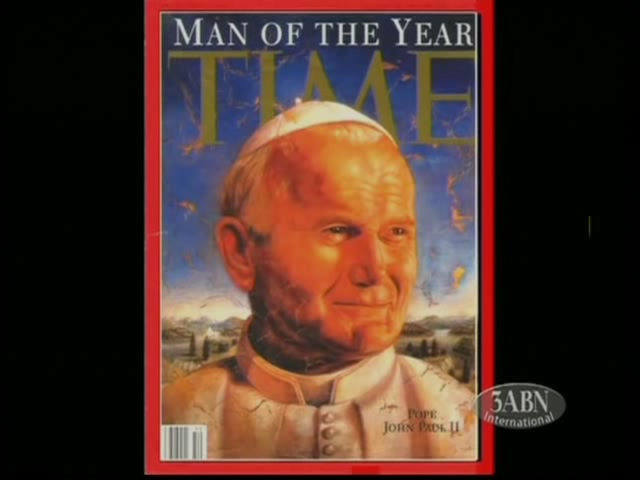 MAN OF THE YEAR
TIME
POPE
JOHN PAUL II
3ABN
International